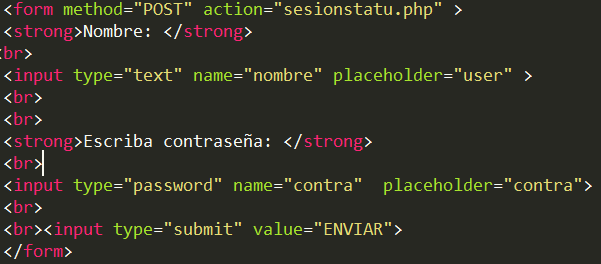 <form method="POST" action="sesionstatu.php" >
<strong>Nombre: </strong>
<br>
<input type="text" name="nombre" placeholder="user" >
<br>
<br>
<strong>Escriba contraseña: </strong>
<br>
<input type="password" name="contra"  placeholder="contra">
<br>
<br><input type="submit" value="ENVIAR">
</form>